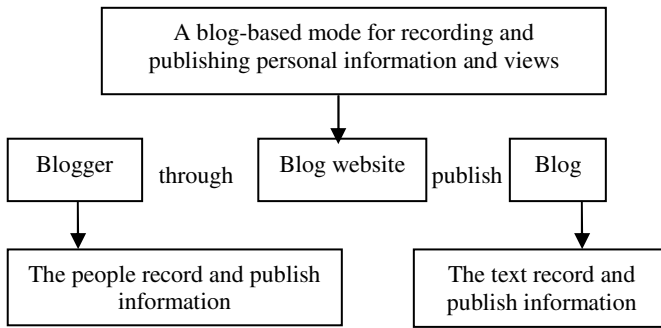 A blog-based mode for recording and
publishing personal information and views
Blogger through Blog website publish Blog
The people record and publish
information
The text record and
publish information